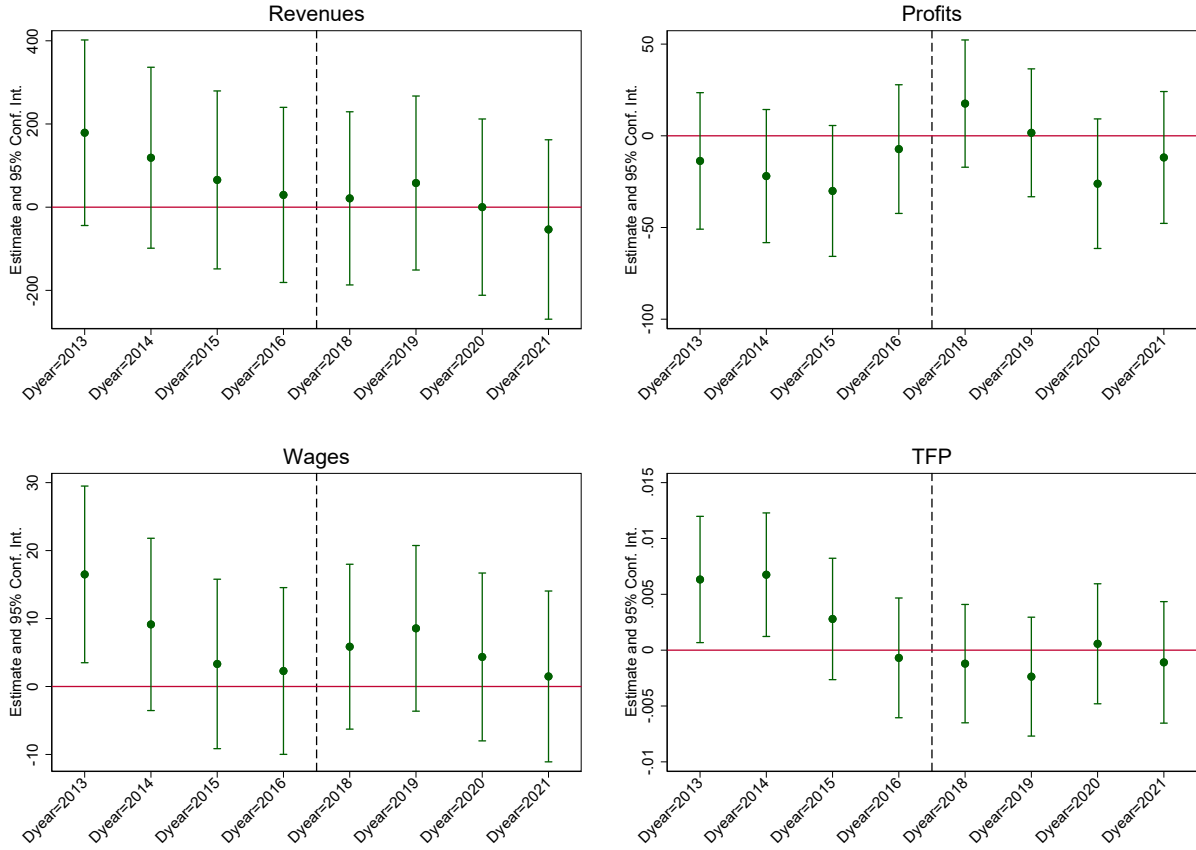 Revenues
Estimate and 95% Conf. Int.
400
200
0
-200
Dyear=2013
Dyear=2014
Dyear=2015
Dyear=2016
Dyear=2018
Dyear=2019
Dyear=2020
Dyear=2021
Profits
Estimate and 95% Conf. Int.
50
0
-50
-100
Dyear=2013
Dyear=2014
Dyear=2015
Dyear=2016
Dyear=2018
Dyear=2019
Dyear=2020
Dyear=2021
Wages
Estimate and 95% Conf. Int.
30
20
10
0
-10
Dyear=2013
Dyear=2014
Dyear=2015
Dyear=2016
Dyear=2018
Dyear=2019
Dyear=2020
Dyear=2021
TFP
Estimate and 95% Conf. Int.
.015
.01
.005
0
-.005
-.01
Dyear=2013
Dyear=2014
Dyear=2015
Dyear=2016
Dyear=2018
Dyear=2019
Dyear=2020
Dyear=2021